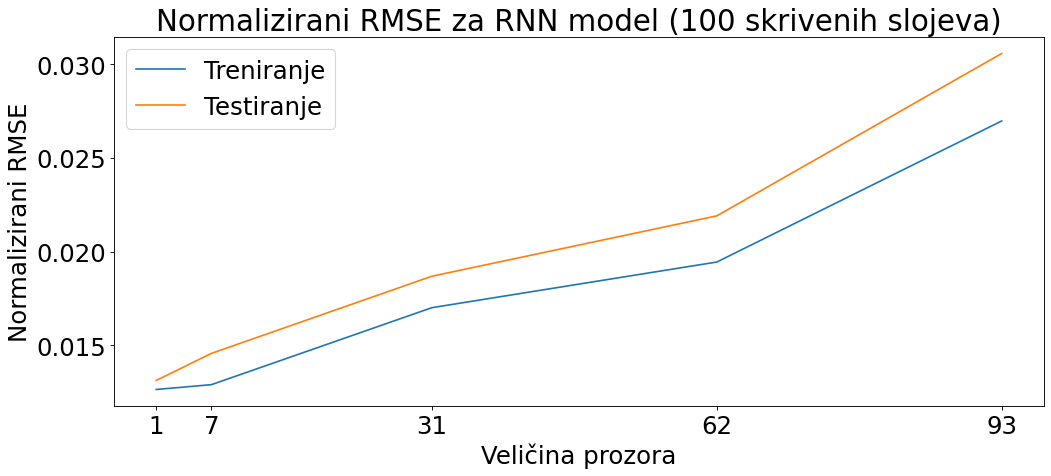 Normalizirani RMSE za RNN model (100 skrivenih slojeva)
Treniranje
Testiranje
Normalizirani RMSE
0.030
0.025
0.020
0.015
1 7 31 62 93
Veličina prozora